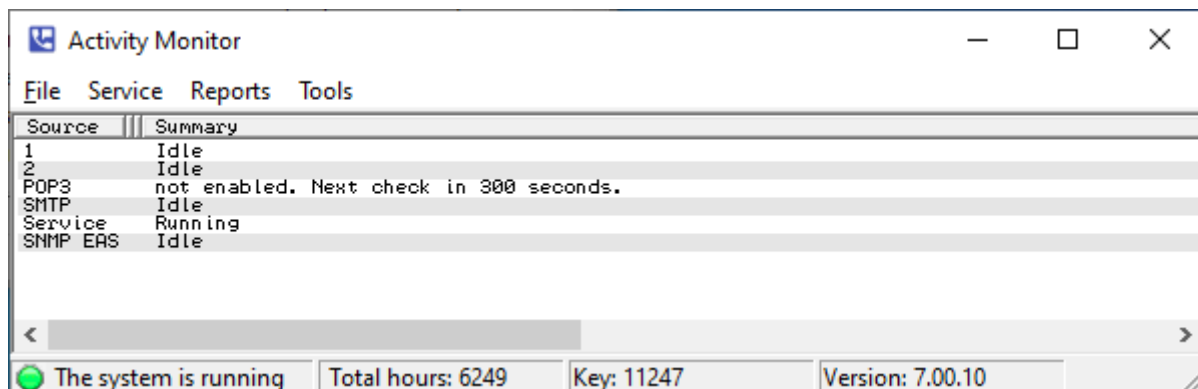 Activity Monitor
File Service Reports Tools
Source Summary
1 Idle
2 Idle
POP3 not enabled. Next check in 300 seconds.
SMTP Idle
Service Running
SNMP EAS Idle
The system is running Total hours: 6249 Key: 11247 Version: 7.00.10